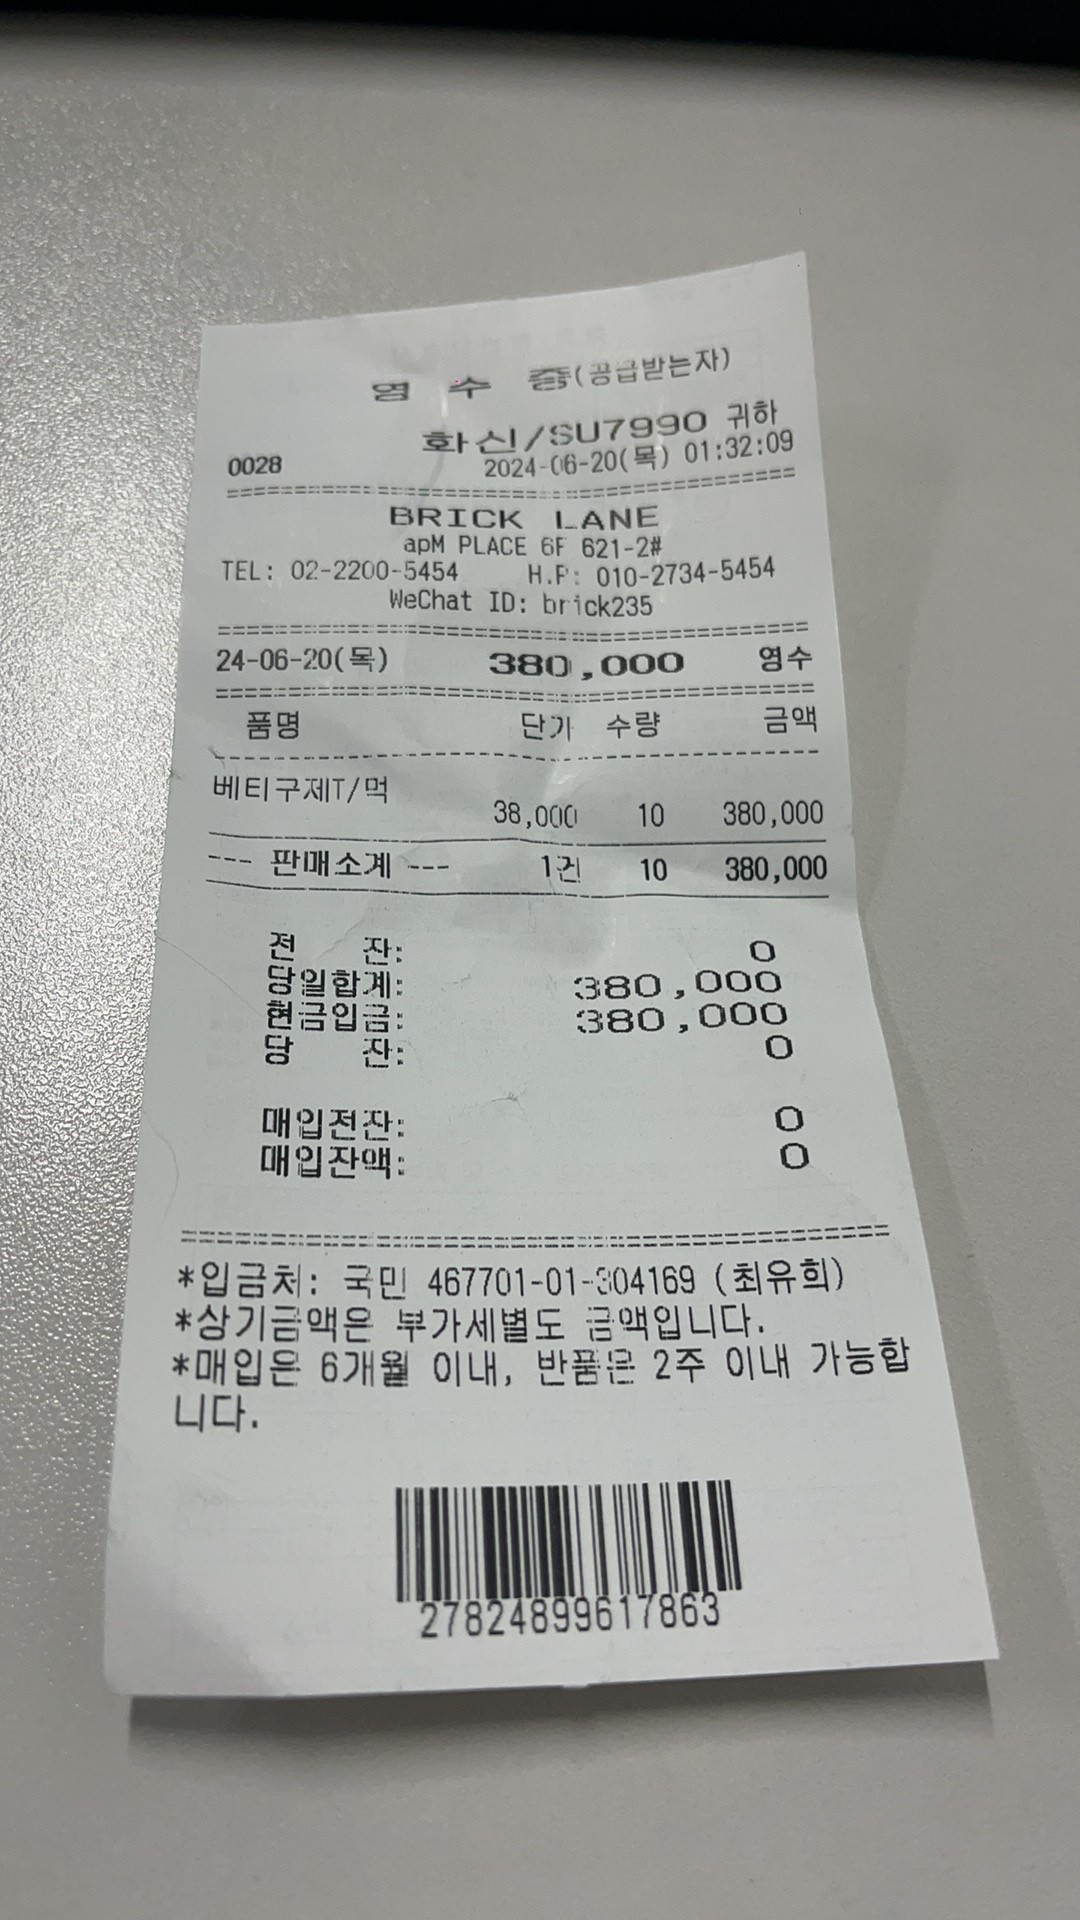 영 수 증(공급받는자)
화신/SU7990 귀하
0028 2024-06-20(목) 01:32:09
==================================================
BRICK LANE
apM PLACE 6F 621-2#
TEL: 02-2200-5454 H.P: 010-2734-5454
WeChat ID: brick235
==================================================
24-06-20(목) 380,000 영수
==================================================
품명 단가 수량 금액
--------------------------------------------------
베티구제T/먹
38,000 10 380,000
--- 판매소계 --- 1건 10 380,000
전 잔: 0
당일합계: 380,000
현금입금: 380,000
당 잔: 0
매입전잔: 0
매입잔액: 0
==================================================
*입금처: 국민 467701-01-304169 (최유희)
*상기금액은 부가세별도 금액입니다.
*매입은 6개월 이내, 반품은 2주 이내 가능합
니다.
27824899617863